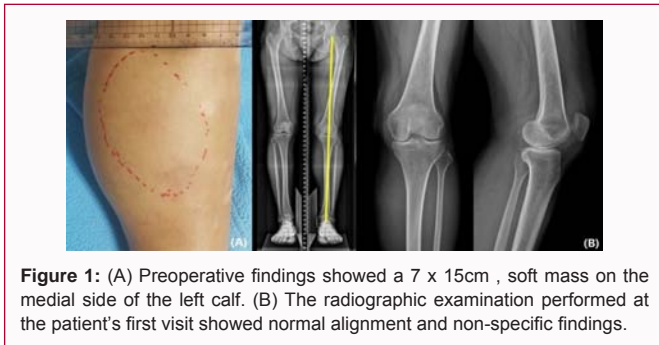 (A)
(B)
Figure 1: (A) Preoperative findings showed a 7 x 15cm , soft mass on the
medial side of the left calf. (B) The radiographic examination performed at
the patient's first visit showed normal alignment and non-specific findings.